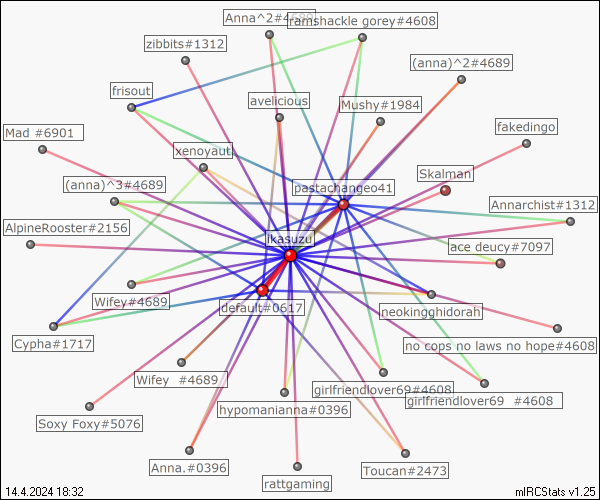 Anna^2#4689
ramshackle gorey#4608
zibbits#1312
(anna)^2#4689
frisout
avelicious
Mushy#1984
fakedingo
Mad #6901
xenoyaut
Skalman
(anna)^3#4689
pastachangeo41
Annarchist#1312
AlpineRooster#2156
ikasuzu
ace deucy#7097
Wifey#4689
default#0617
neokingghidorah
Cypha#1717
no cops no laws no hope#4608
Wifey #4689
girlfriendlover69#4608
girlfriendlover69 #4608
Soxy Foxy#5076
hypomanianna#0396
Anna.#0396
rattgaming
Toucan#2473
14.4.2024 18:32
mIRCStats v1.25